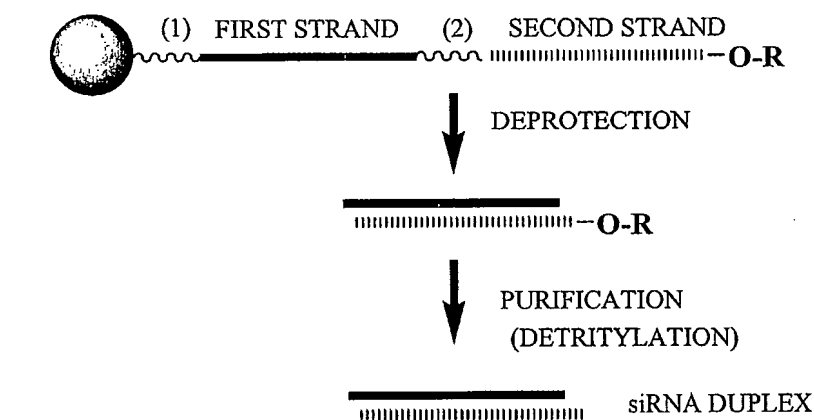 (1) FIRST STRAND (2) SECOND STRAND
-O-R
DEPROTECTION
-O-R
PURIFICATION
(DETRITYLATION)
siRNA DUPLEX